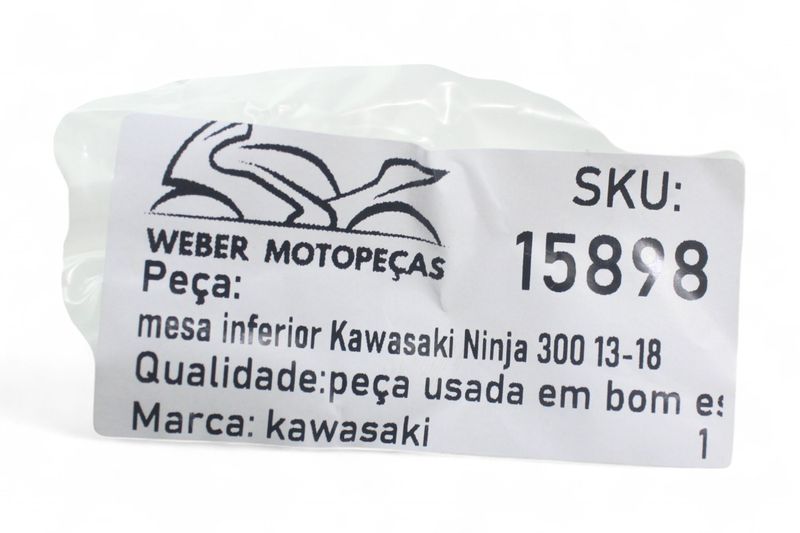 WEBER MOTOPEÇAS
SKU:
15898
Peça:
mesa inferior Kawasaki Ninja 300 13-18
Qualidade:peça usada em bom es
Marca: kawasaki
1